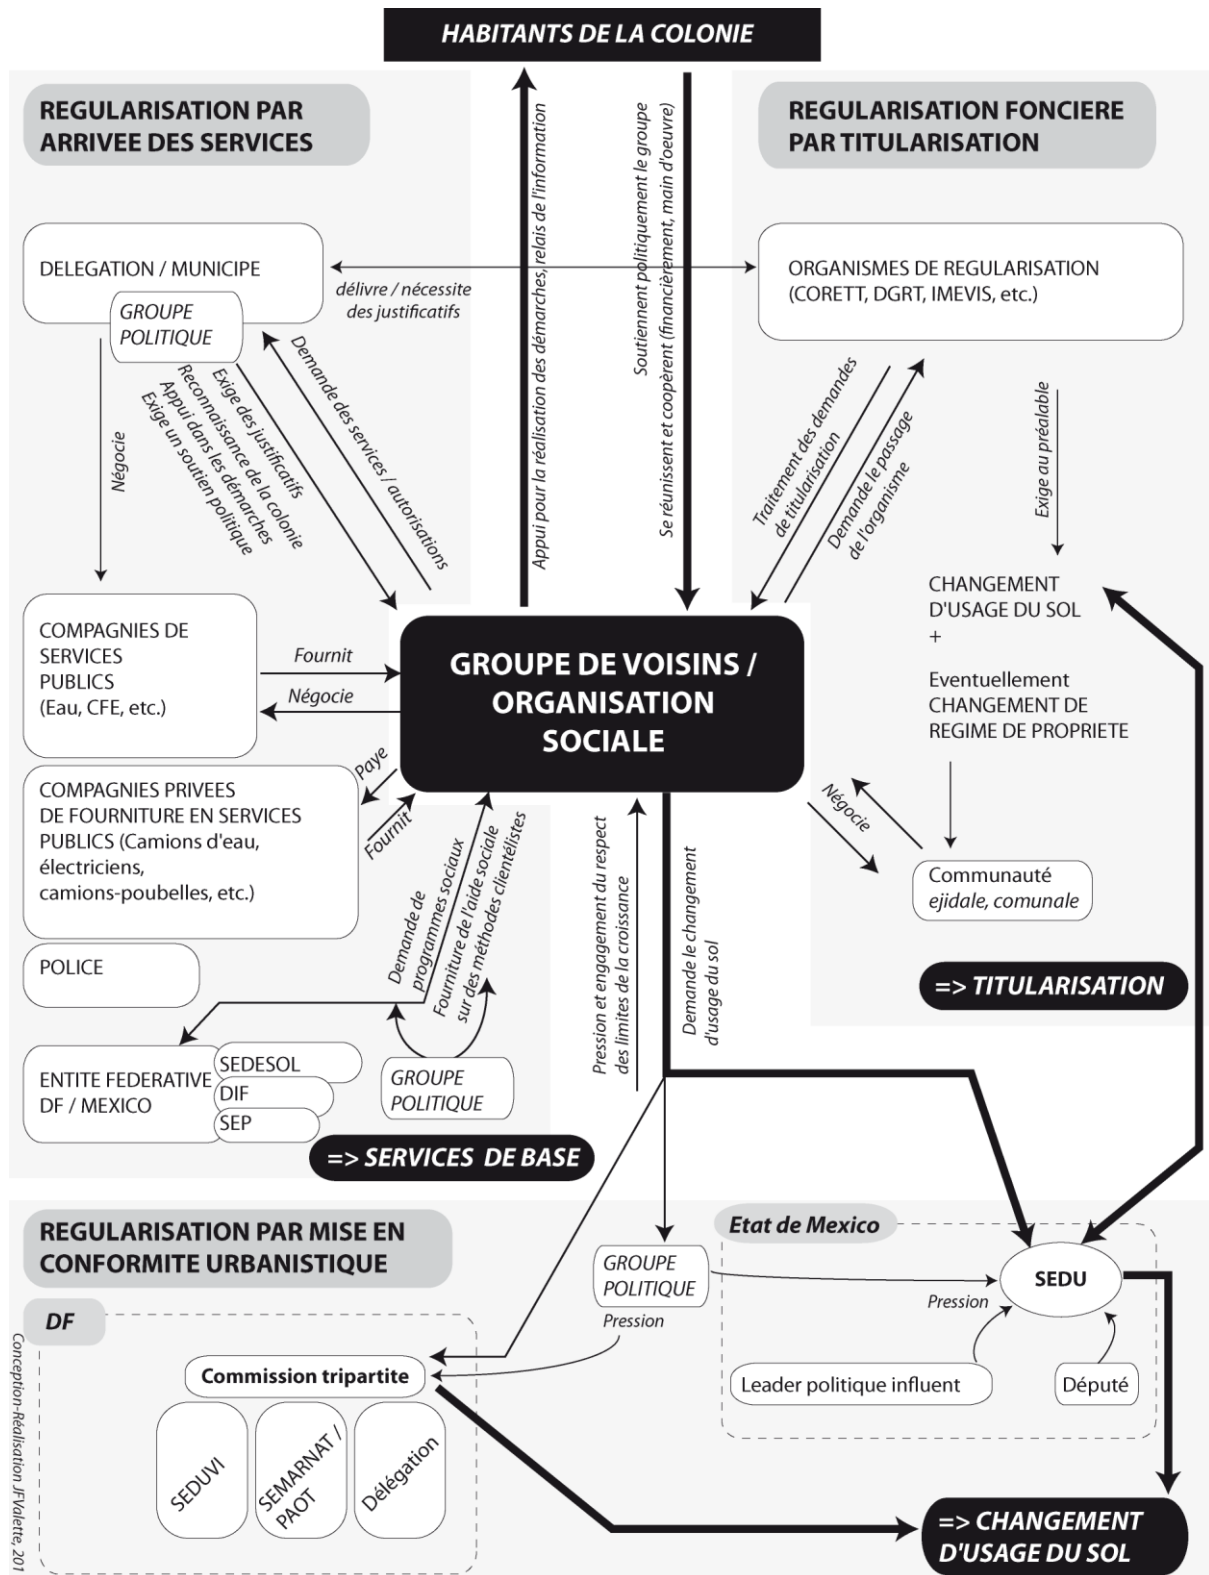 HABITANTS DE LA COLONIE
REGULARISATION PAR
ARRIVEE DES SERVICES
REGULARISATION FONCIERE
PAR TITULARISATION
Appui pour la réalisation des démarches, relais de l'information
Soutiennent politiquement le groupe
Se réunissent et coopèrent (financièrement, main d'oeuvre)
DELEGATION / MUNICIPE
GROUPE
POLITIQUE
délivre / nécessite
des justificatifs
ORGANISMES DE REGULARISATION
(CORETT, DGRT, IMEVIS, etc.)
Négocie
Demande des services / autorisations
Exige des justificatifs
Reconnaissance de la colonie
Appui dans les démarches
Exige un soutien politique
Traitement des demandes
de titularisation
Demande le passage
de l'organisme
Exige au préalable
COMPAGNIES DE
SERVICES
PUBLICS
(Eau, CFE, etc.)
Fournit
Négocie
GROUPE DE VOISINS /
ORGANISATION
SOCIALE
CHANGEMENT
D'USAGE DU SOL
+
Eventuellement
CHANGEMENT DE
REGIME DE PROPRIETE
COMPAGNIES PRIVEES
DE FOURNITURE EN SERVICES
PUBLICS (Camions d'eau,
électriciens,
camions-poubelles, etc.)
Paye
Fournit
Négocie
Communauté
ejidale, comunale
POLICE
Demande de
programmes sociaux
Fourniture de l'aide sociale
sur des méthodes clientélistes
Pression et engagement du respect
des limites de la croissance
Demande le changement
d'usage du sol
=> TITULARISATION
ENTITE FEDERATIVE
DF / MEXICO
SEDESOL
DIF
SEP
GROUPE
POLITIQUE
=> SERVICES DE BASE
REGULARISATION PAR MISE EN
CONFORMITE URBANISTIQUE
Etat de Mexico
GROUPE
POLITIQUE
Pression
SEDU
Pression
DF
Commission tripartite
Leader politique influent
Député
SEDUVI
SEMARNAT /
PAOT
Délégation
=> CHANGEMENT
D'USAGE DU SOL
Conception-Réalisation JFValette, 201